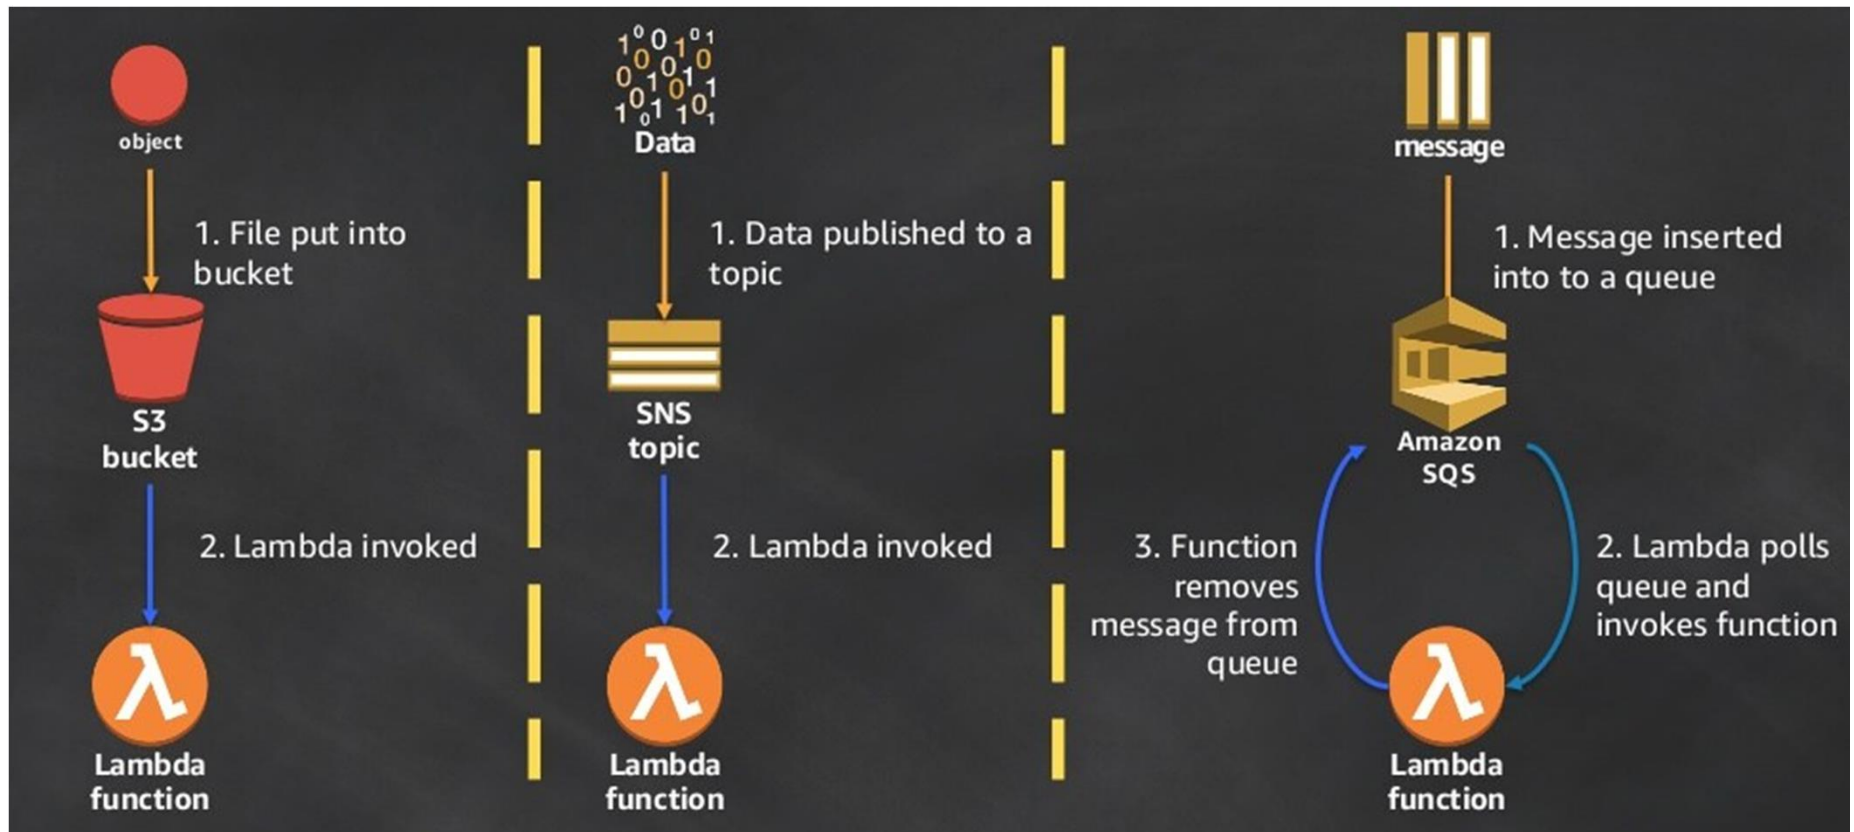 object
1. File put into
bucket
S3
bucket
2. Lambda invoked
Lambda
function
Data
1. Data published to a
topic
SNS
topic
2. Lambda invoked
Lambda
function
message
1. Message inserted
into to a queue
Amazon
SQS
3. Function
removes
message from
queue
2. Lambda polls
queue and
invokes function
Lambda
function